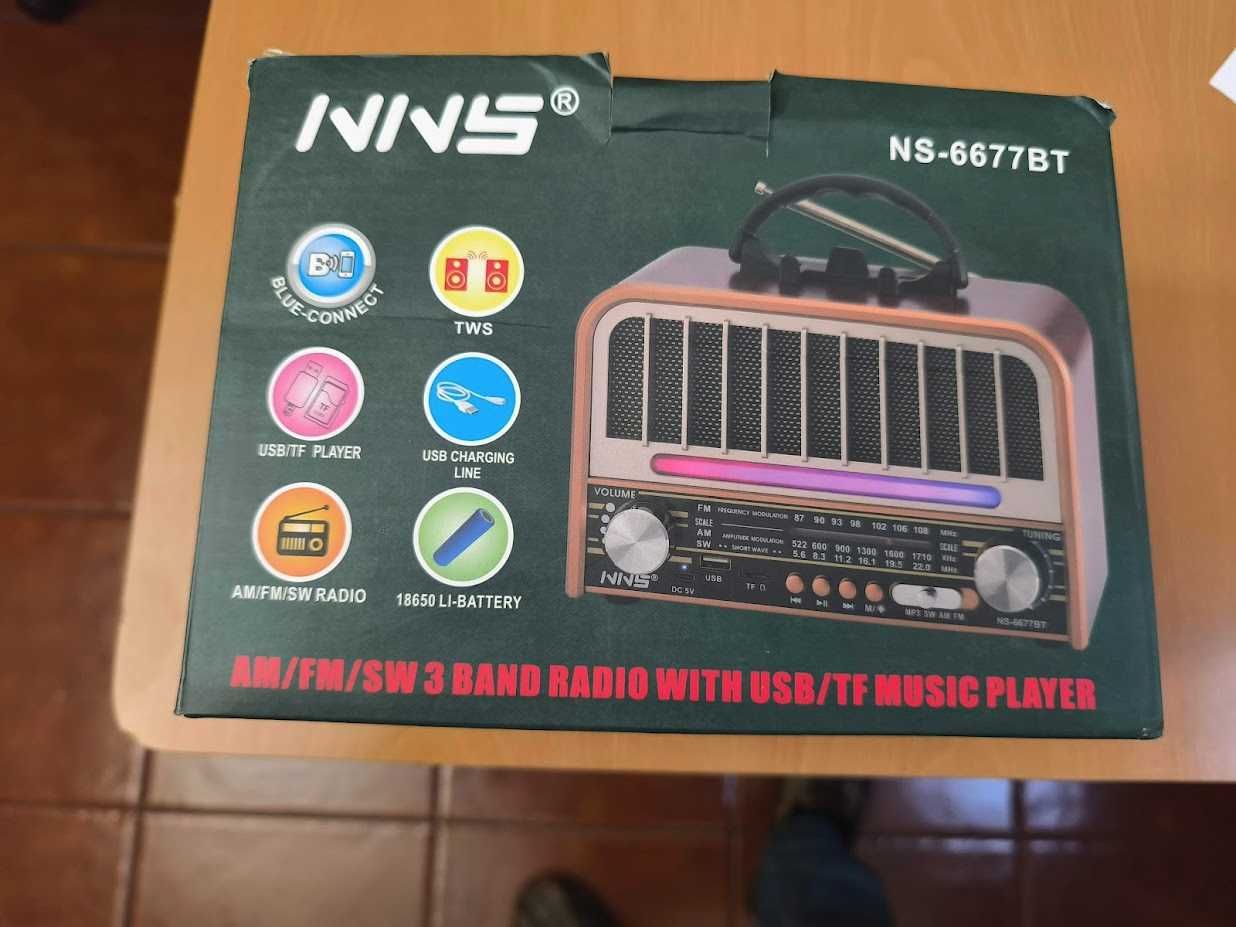 NNS®
NS-6677BT
BLUE-CONNECT
TWS
USB/TF PLAYER
USB CHARGING
LINE
AM/FM/SW RADIO
18650 LI-BATTERY
TF
VOLUME
FM FREQUENCY MODULATION 87 90 93 98 102 106 108 MHz
SCALE SCALE
AM AMPLITUDE MODULATION 522 600 900 1300 1600 1710 KHz
SW SHORT WAVE 5.6 8.3 11.2 16.1 19.5 22.0 MHz
TUNING
NNS®
DC 5V
USB
TF
M/
MP3 SW AM FM
NS-6677BT
AM/FM/SW 3 BAND RADIO WITH USB/TF MUSIC PLAYER